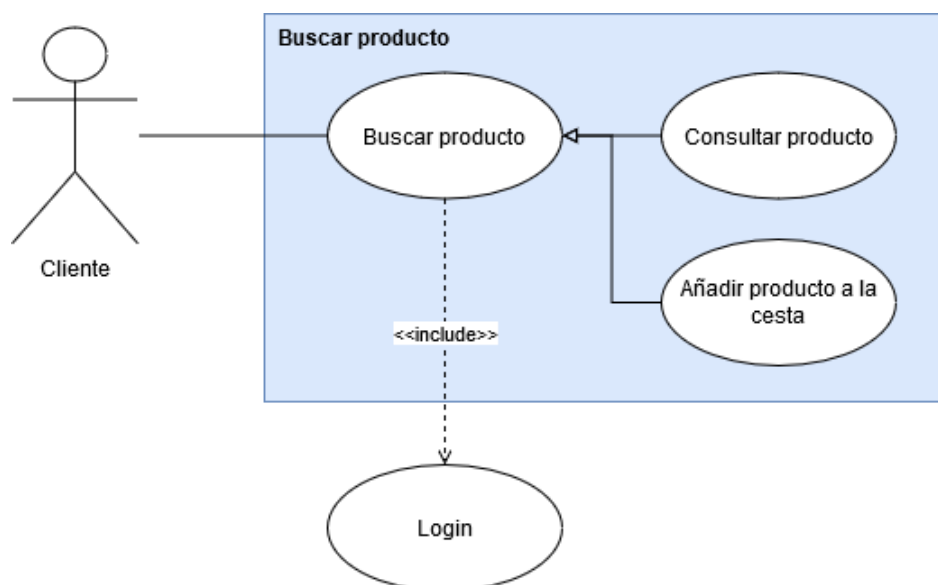 Buscar producto
Buscar producto
Consultar producto
Cliente
Añadir producto a la
cesta
<<include>>
Login